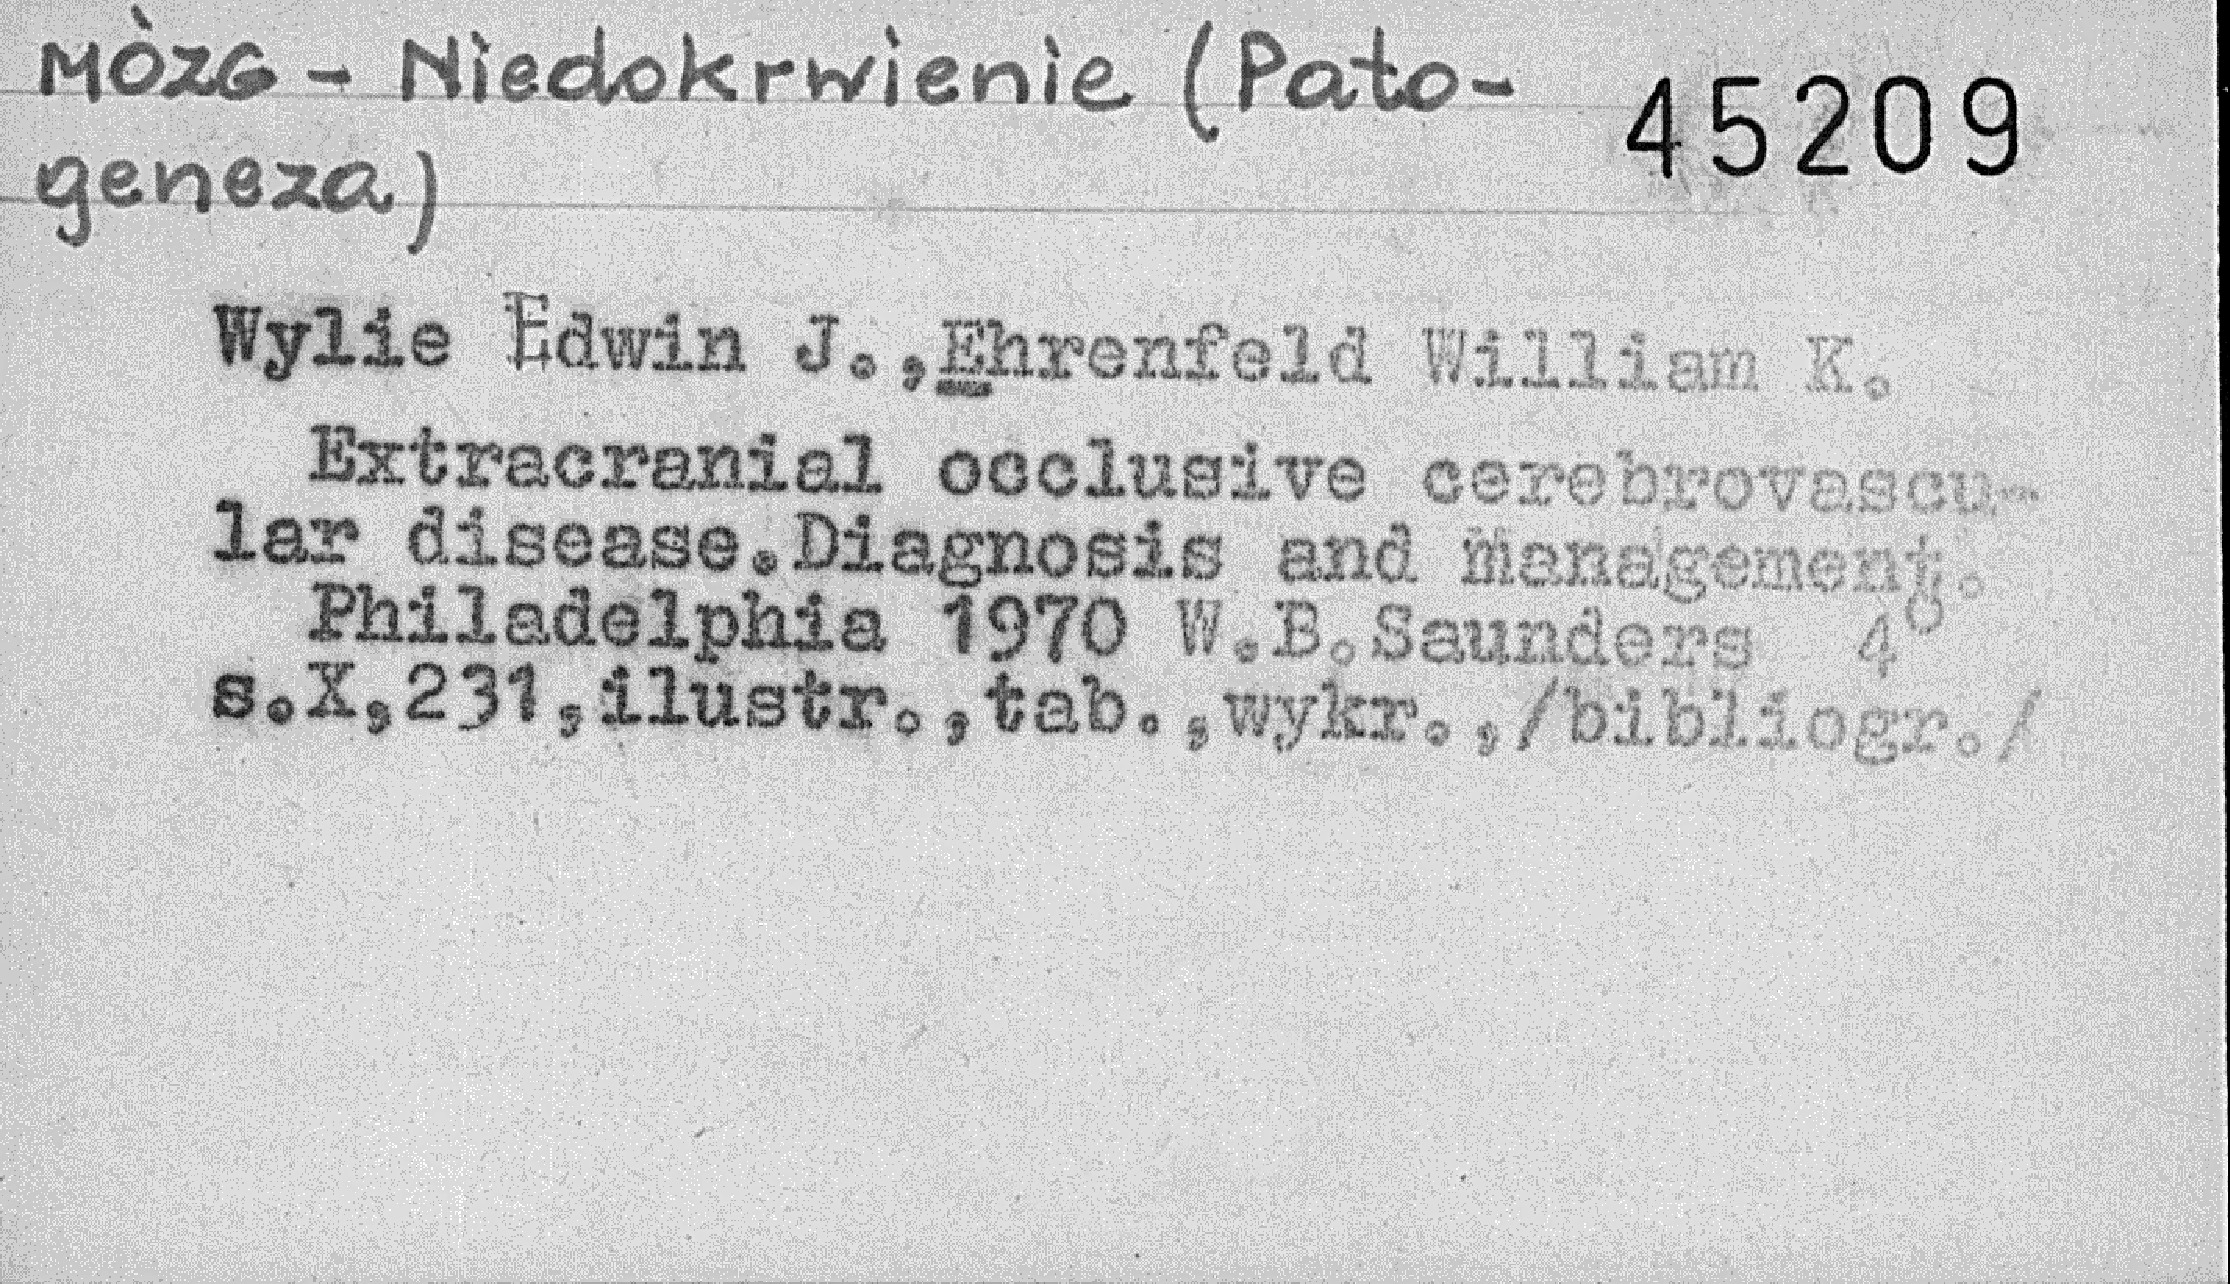 MÓZG - Niedokrwienie (Pato-
geneza)
45209
Wylie Edwin J.,Ehrenfeld William K.
Extracranial occlusive cerebrovascu-
lar disease.Diagnosis and management.
Philadelphia 1970 W.B.Saunders 4°
s.X,231,ilustr.,tab.,wykr.,/bibliogr./